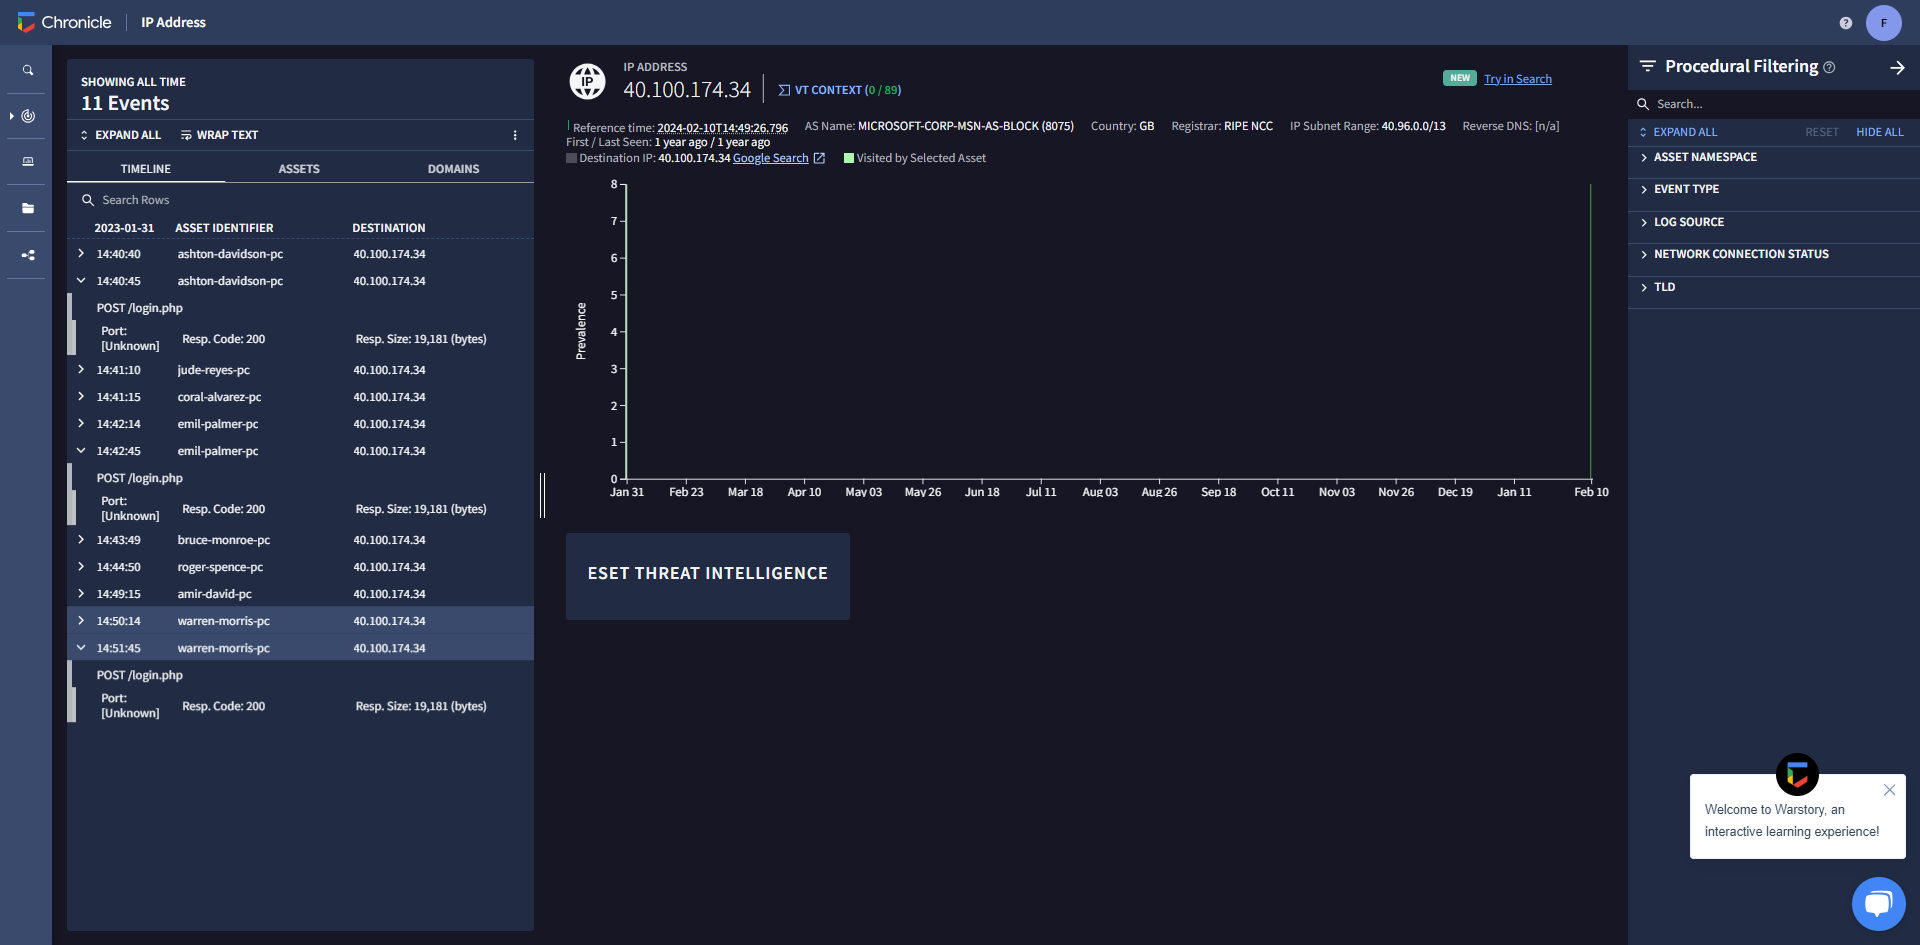 Chronicle
IP Address
F
SHOWING ALL TIME
11 Events
EXPAND ALL
WRAP TEXT
TIMELINE
ASSETS
DOMAINS
Search Rows
2023-01-31 ASSET IDENTIFIER DESTINATION
14:40:40 ashton-davidson-pc 40.100.174.34
14:40:45 ashton-davidson-pc 40.100.174.34
POST /login.php
Port:
[Unknown] Resp. Code: 200 Resp. Size: 19,181 (bytes)
14:41:10 jude-reyes-pc 40.100.174.34
14:41:15 coral-alvarez-pc 40.100.174.34
14:42:14 emil-palmer-pc 40.100.174.34
14:42:45 emil-palmer-pc 40.100.174.34
POST /login.php
Port:
[Unknown] Resp. Code: 200 Resp. Size: 19,181 (bytes)
14:43:49 bruce-monroe-pc 40.100.174.34
14:44:50 roger-spence-pc 40.100.174.34
14:49:15 amir-david-pc 40.100.174.34
14:50:14 warren-morris-pc 40.100.174.34
14:51:45 warren-morris-pc 40.100.174.34
POST /login.php
Port:
[Unknown] Resp. Code: 200 Resp. Size: 19,181 (bytes)
IP
IP ADDRESS
40.100.174.34
VT CONTEXT (0 / 89)
NEW
Try in Search
Reference time: 2024-02-10T14:49:26.796 AS Name: MICROSOFT-CORP-MSN-AS-BLOCK (8075) Country: GB Registrar: RIPE NCC IP Subnet Range: 40.96.0.0/13 Reverse DNS: [n/a]
First / Last Seen: 1 year ago / 1 year ago
Destination IP: 40.100.174.34 Google Search Visited by Selected Asset
Prevalence
8
7
6
5
4
3
2
1
0
Jan 31 Feb 23 Mar 18 Apr 10 May 03 May 26 Jun 18 Jul 11 Aug 03 Aug 26 Sep 18 Oct 11 Nov 03 Nov 26 Dec 19 Jan 11 Feb 10
ESET THREAT INTELLIGENCE
Procedural Filtering
Search...
EXPAND ALL RESET HIDE ALL
ASSET NAMESPACE
EVENT TYPE
LOG SOURCE
NETWORK CONNECTION STATUS
TLD
Welcome to Warstory, an
interactive learning experience!